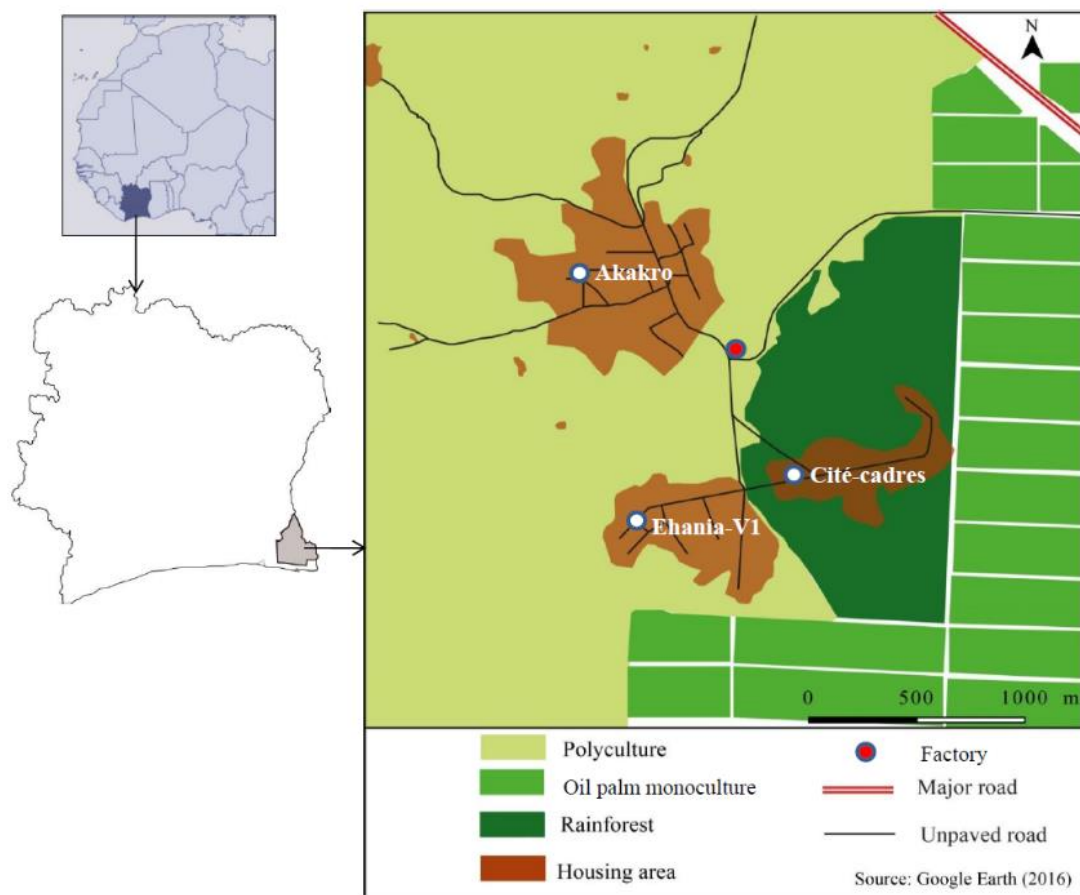 N
Akakro
Cité-cadres
Ehania-V1
0 500 1000 m
Polyculture
Oil palm monoculture
Rainforest
Housing area
Factory
Major road
Unpaved road
Source: Google Earth (2016)